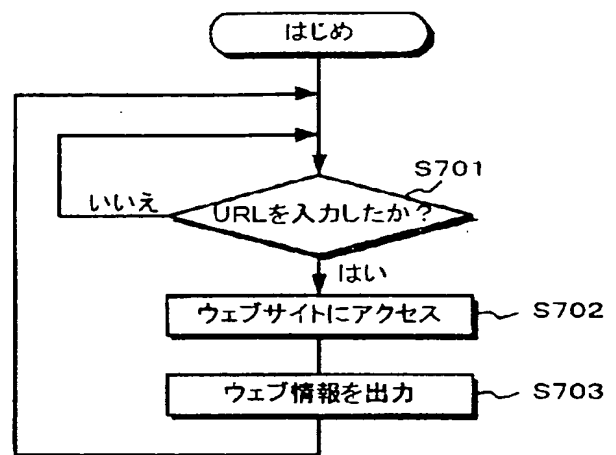 はじめ
S701
いいえ
URLを入力したか？
はい
ウェブサイトにアクセス
S702
ウェブ情報を出力
S703